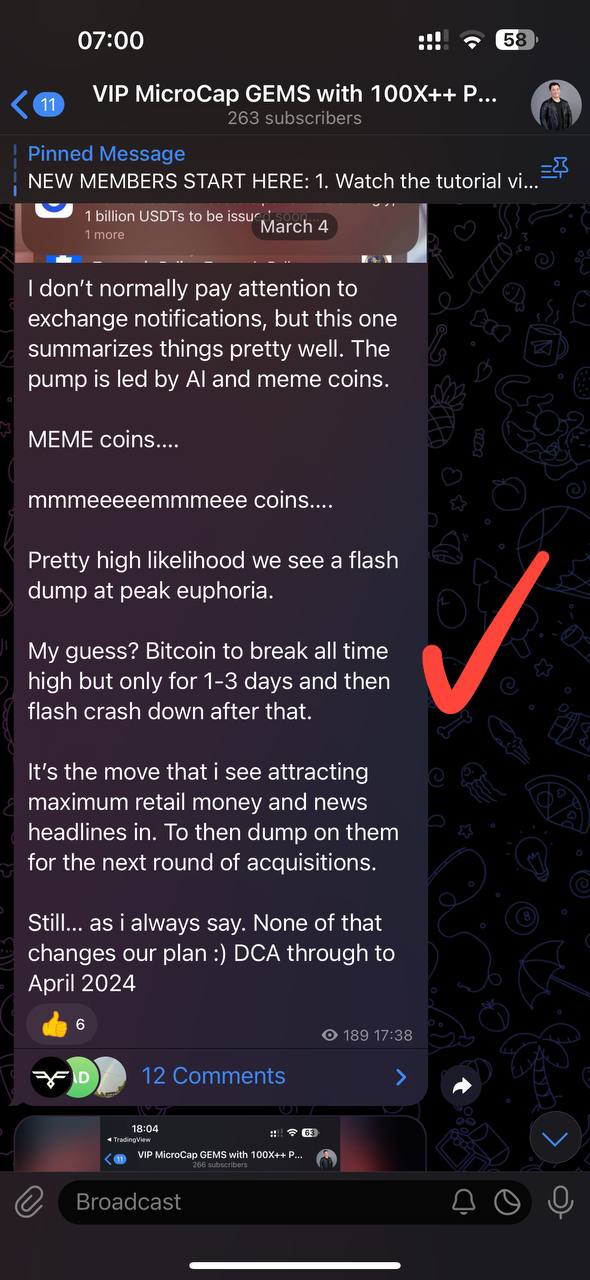 07:00
58
11
VIP MicroCap GEMS with 100X++ P...
263 subscribers
Pinned Message
NEW MEMBERS START HERE: 1. Watch the tutorial vi...
1 billion USDTs to be issued soon...
1 more
March 4
I don’t normally pay attention to
exchange notifications, but this one
summarizes things pretty well. The
pump is led by AI and meme coins.
MEME coins....
mmmeeeeemmmeee coins....
Pretty high likelihood we see a flash
dump at peak euphoria.
My guess? Bitcoin to break all time
high but only for 1-3 days and then
flash crash down after that.
It’s the move that i see attracting
maximum retail money and news
headlines in. To then dump on them
for the next round of acquisitions.
Still... as i always say. None of that
changes our plan :) DCA through to
April 2024
👍 6
189 17:38
AD
12 Comments
18:04
63
TradingView
11
VIP MicroCap GEMS with 100X++ P...
266 subscribers
Broadcast